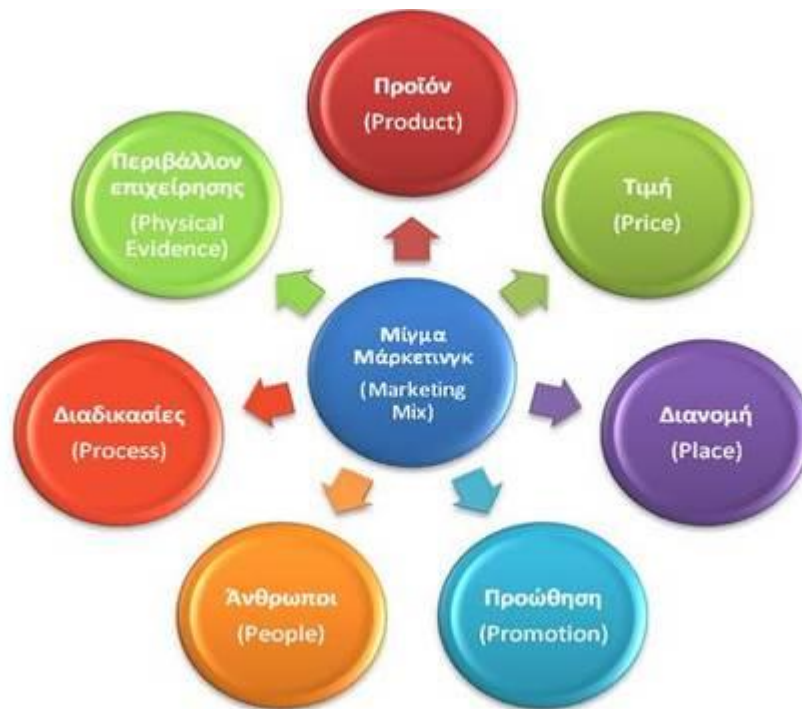 Προϊόν
(Product)
Τιμή
(Price)
Διανομή
(Place)
Προώθηση
(Promotion)
Άνθρωποι
(People)
Διαδικασίες
(Process)
Περιβάλλον
επιχείρησης
(Physical
Evidence)
Μίγμα
Μάρκετινγκ
(Marketing
Mix)